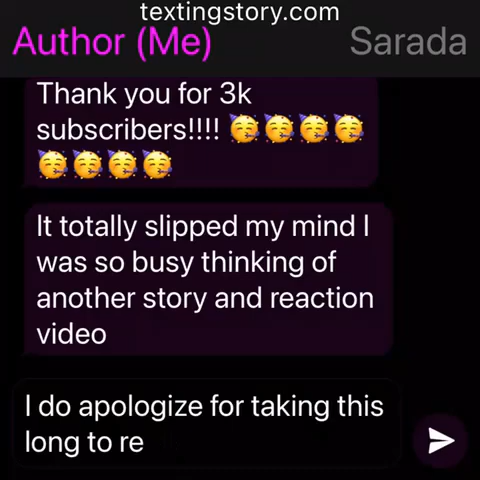 textingstory.com
Author (Me) Sarada
Thank you for 3k
subscribers!!!! 🥳🥳🥳🥳
🥳🥳🥳🥳
It totally slipped my mind I
was so busy thinking of
another story and reaction
video
I do apologize for taking this
long to re